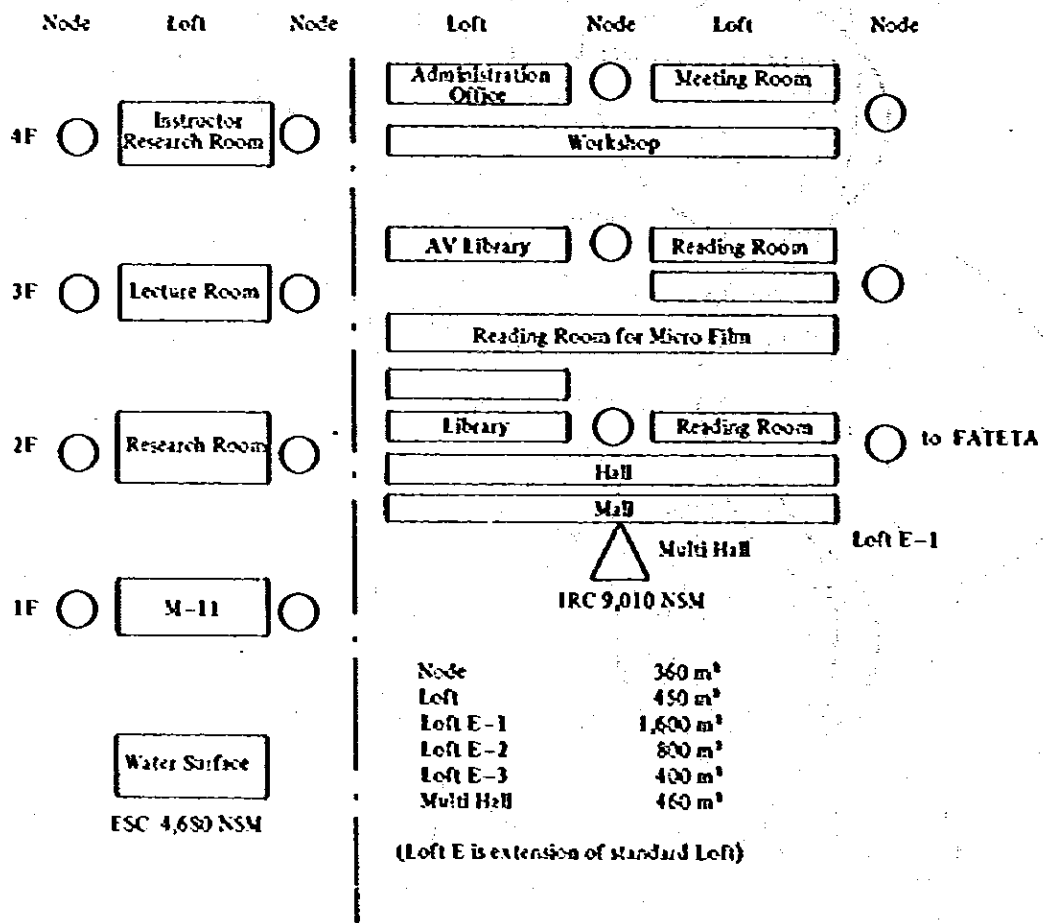 Node Loft Node Loft Node Loft Node
Administration
Office
Meeting Room
4F
Instructor
Research Room
Workshop
AV Library
Reading Room
3F
Lecture Room
Reading Room for Micro Film
2F
Research Room
Library
Reading Room
to FATETA
Hall
Mall
Loft E-1
Multi Hall
IRC 9,010 NSM
1F
M-11
Water Surface
ESC 4,680 NSM
Node 360 m²
Loft 450 m²
Loft E-1 1,600 m²
Loft E-2 800 m²
Loft E-3 400 m²
Multi Hall 460 m²
(Loft E is extension of standard Loft)